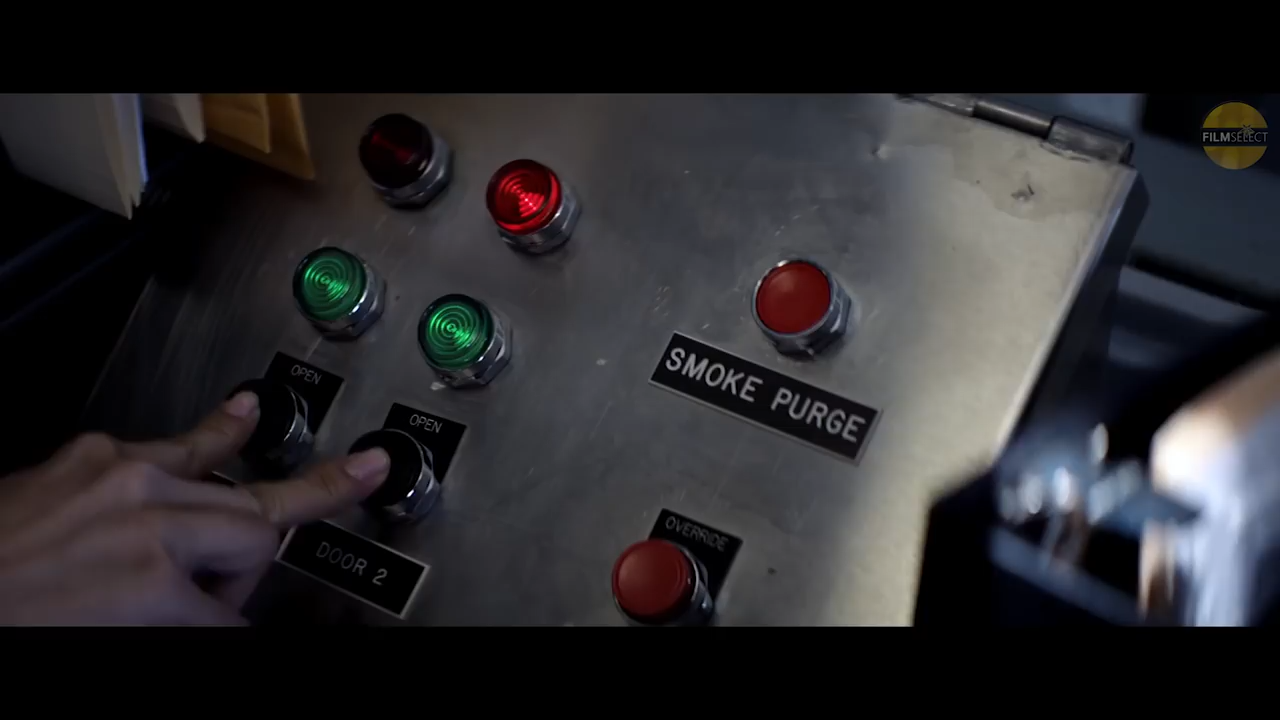 FILMSELECT
OPEN
OPEN
SMOKE PURGE
OVERRIDE
DOOR 2